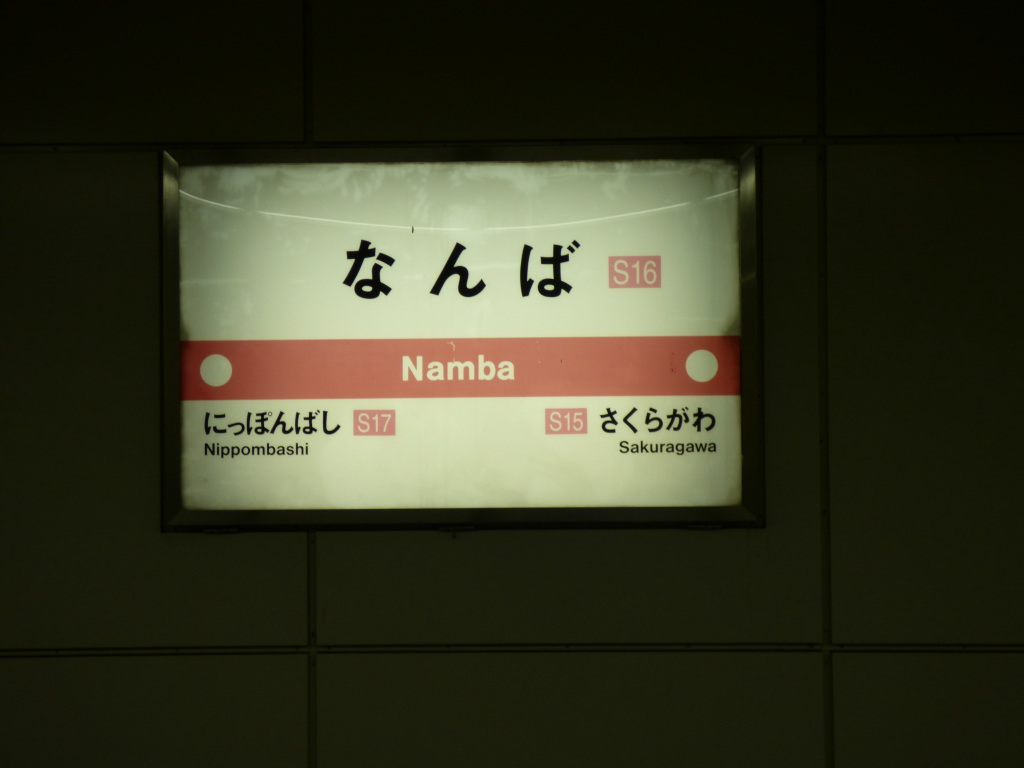 なんば S16
Namba
にっぽんばし S17
Nippombashi
S15 さくらがわ
Sakuragawa